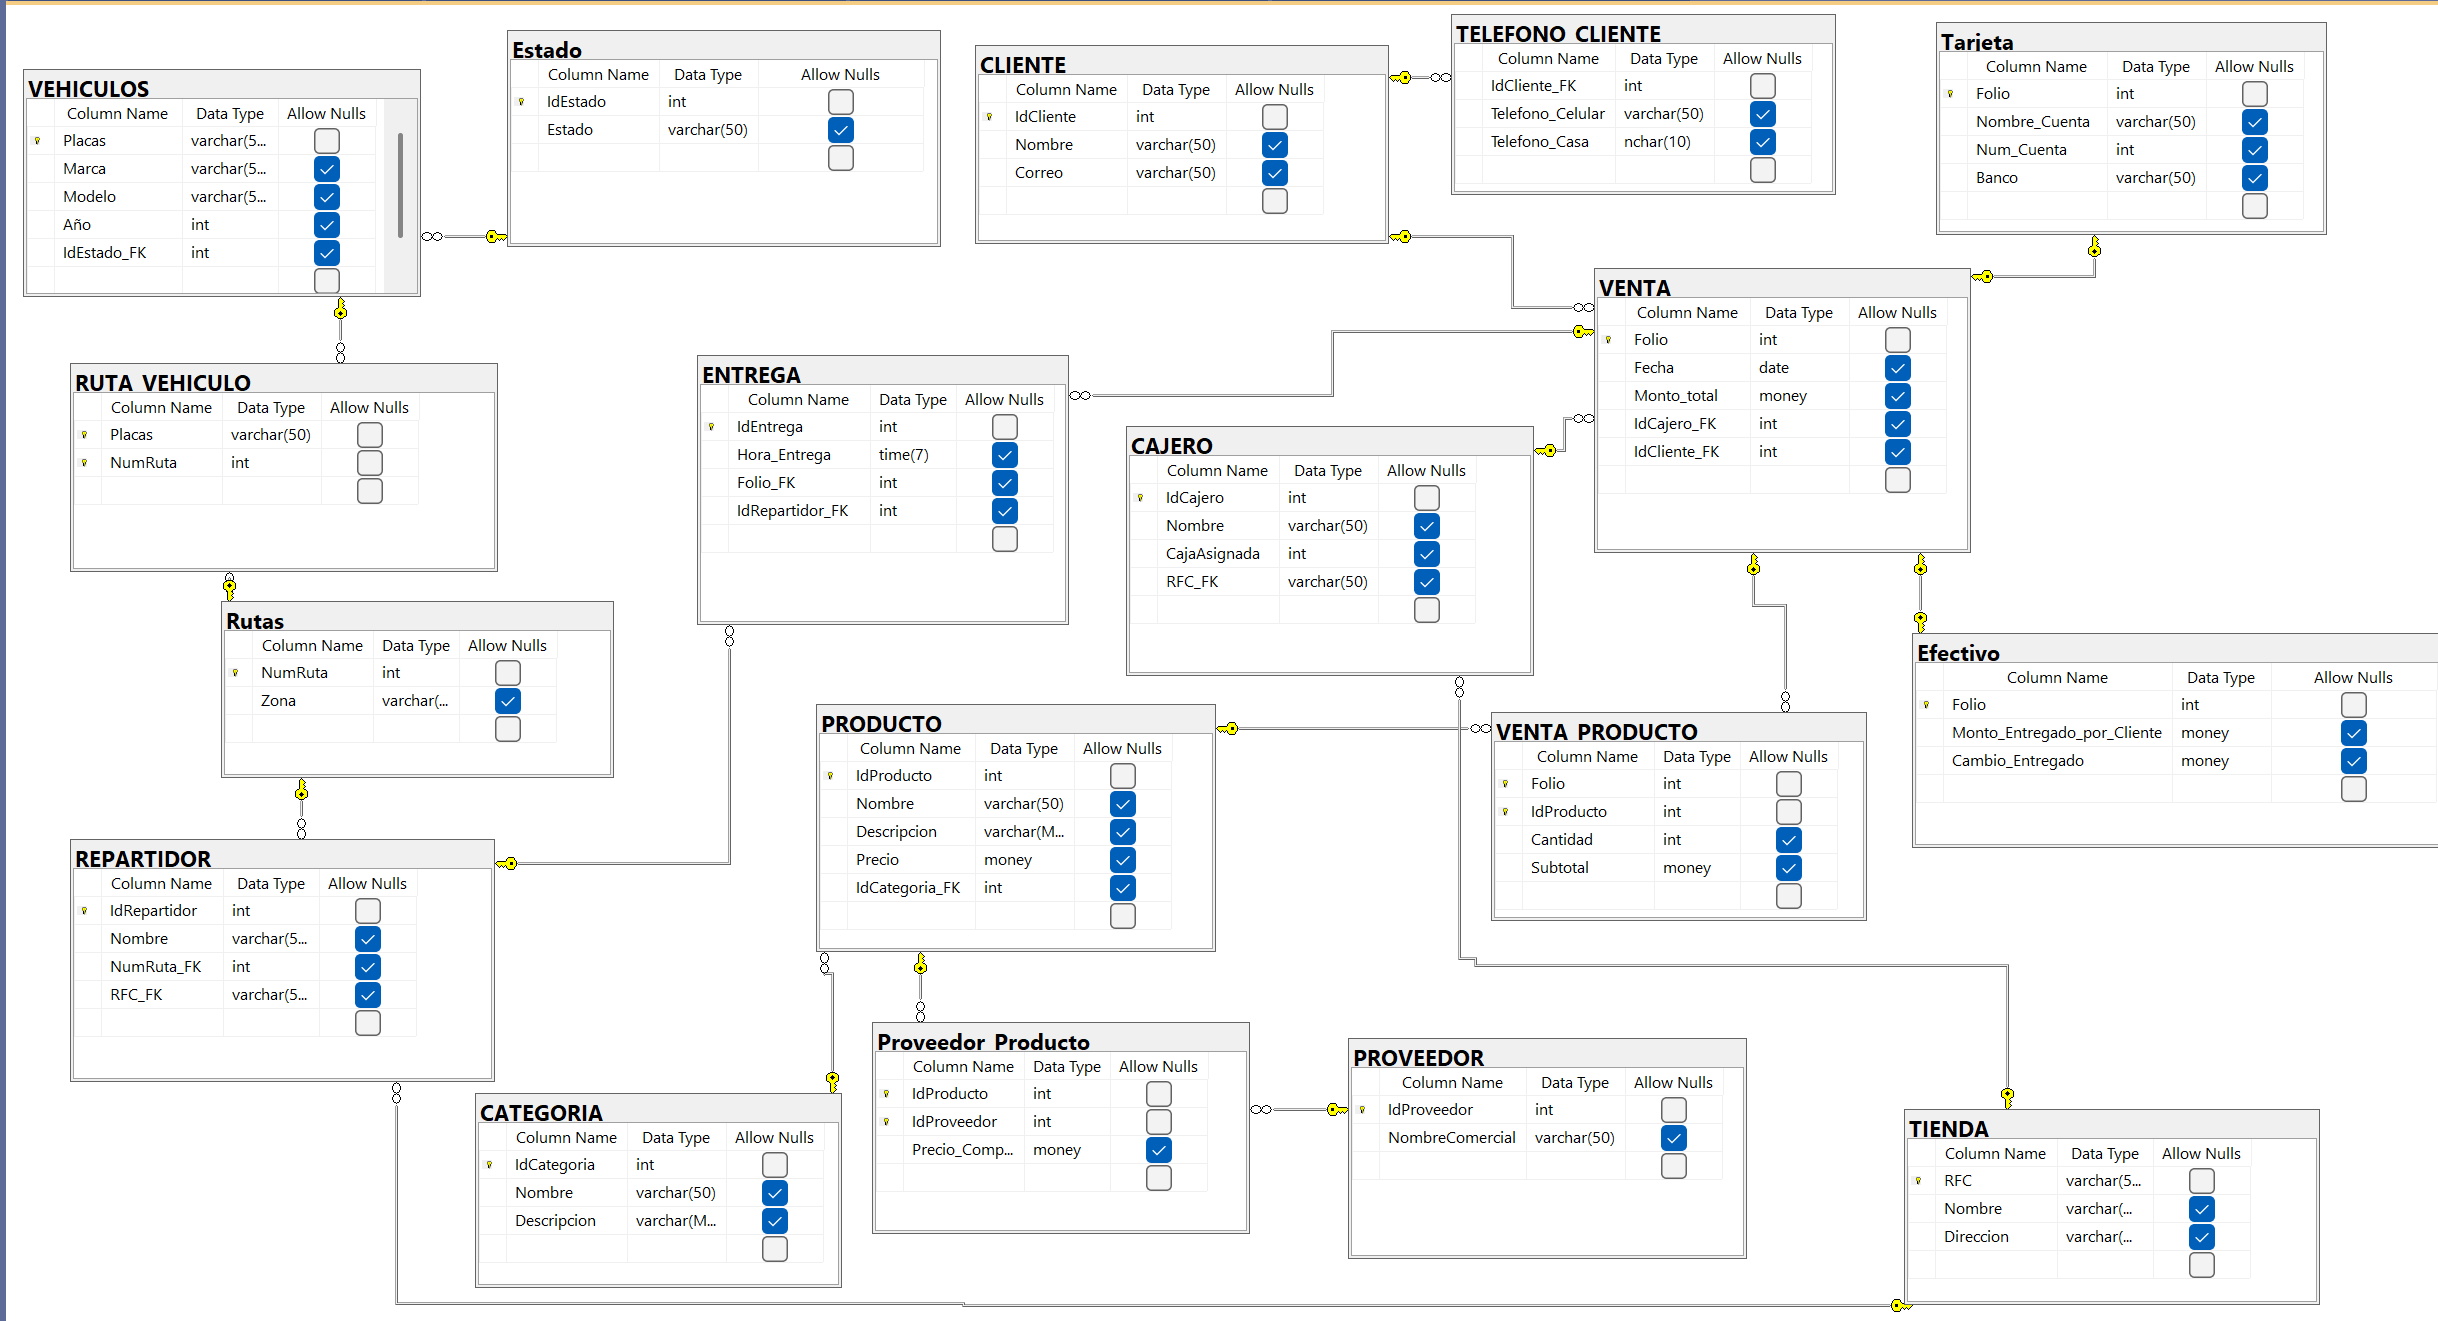 VEHICULOS
Column Name Data Type Allow Nulls
Placas varchar(5...
Marca varchar(5...
Modelo varchar(5...
Año int
IdEstado_FK int
Estado
Column Name Data Type Allow Nulls
IdEstado int
Estado varchar(50)
CLIENTE
Column Name Data Type Allow Nulls
IdCliente int
Nombre varchar(50)
Correo varchar(50)
TELEFONO_CLIENTE
Column Name Data Type Allow Nulls
IdCliente_FK int
Telefono_Celular varchar(50)
Telefono_Casa nchar(10)
Tarjeta
Column Name Data Type Allow Nulls
Folio int
Nombre_Cuenta varchar(50)
Num_Cuenta int
Banco varchar(50)
VENTA
Column Name Data Type Allow Nulls
Folio int
Fecha date
Monto_total money
IdCajero_FK int
IdCliente_FK int
RUTA_VEHICULO
Column Name Data Type Allow Nulls
Placas varchar(50)
NumRuta int
ENTREGA
Column Name Data Type Allow Nulls
IdEntrega int
Hora_Entrega time(7)
Folio_FK int
IdRepartidor_FK int
CAJERO
Column Name Data Type Allow Nulls
IdCajero int
Nombre varchar(50)
CajaAsignada int
RFC_FK varchar(50)
Rutas
Column Name Data Type Allow Nulls
NumRuta int
Zona varchar(...
Efectivo
Column Name Data Type Allow Nulls
Folio int
Monto_Entregado_por_Cliente money
Cambio_Entregado money
PRODUCTO
Column Name Data Type Allow Nulls
IdProducto int
Nombre varchar(50)
Descripcion varchar(M...
Precio money
IdCategoria_FK int
VENTA_PRODUCTO
Column Name Data Type Allow Nulls
Folio int
IdProducto int
Cantidad int
Subtotal money
REPARTIDOR
Column Name Data Type Allow Nulls
IdRepartidor int
Nombre varchar(5...
NumRuta_FK int
RFC_FK varchar(5...
CATEGORIA
Column Name Data Type Allow Nulls
IdCategoria int
Nombre varchar(50)
Descripcion varchar(M...
Proveedor_Producto
Column Name Data Type Allow Nulls
IdProducto int
IdProveedor int
Precio_Comp... money
PROVEEDOR
Column Name Data Type Allow Nulls
IdProveedor int
NombreComercial varchar(50)
TIENDA
Column Name Data Type Allow Nulls
RFC varchar(5...
Nombre varchar(...
Direccion varchar(...